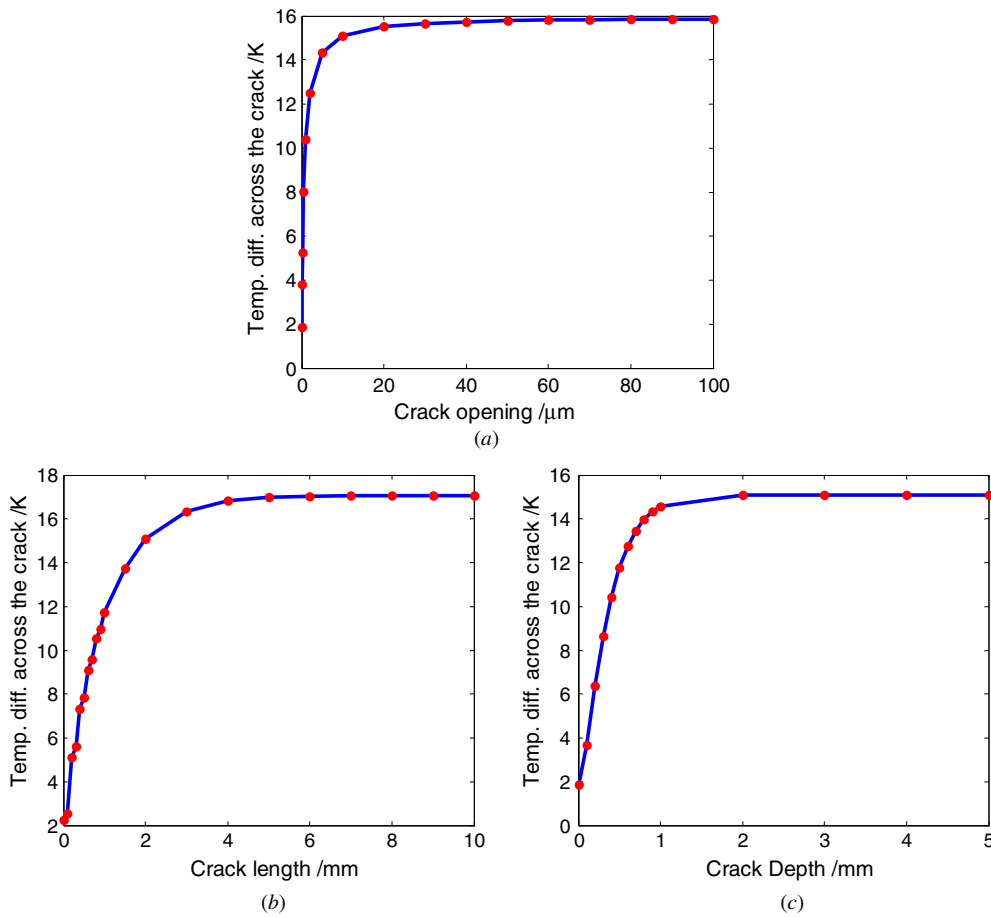 16
14
12
10
8
6
4
2
0
Temp. diff. across the crack /K
0 20 40 60 80 100
Crack opening /μm
(a)
18
16
14
12
10
8
6
4
2
Temp. diff. across the crack /K
0 2 4 6 8 10
Crack length /mm
(b)
16
14
12
10
8
6
4
2
0
Temp. diff. across the crack /K
0 1 2 3 4 5
Crack Depth /mm
(c)